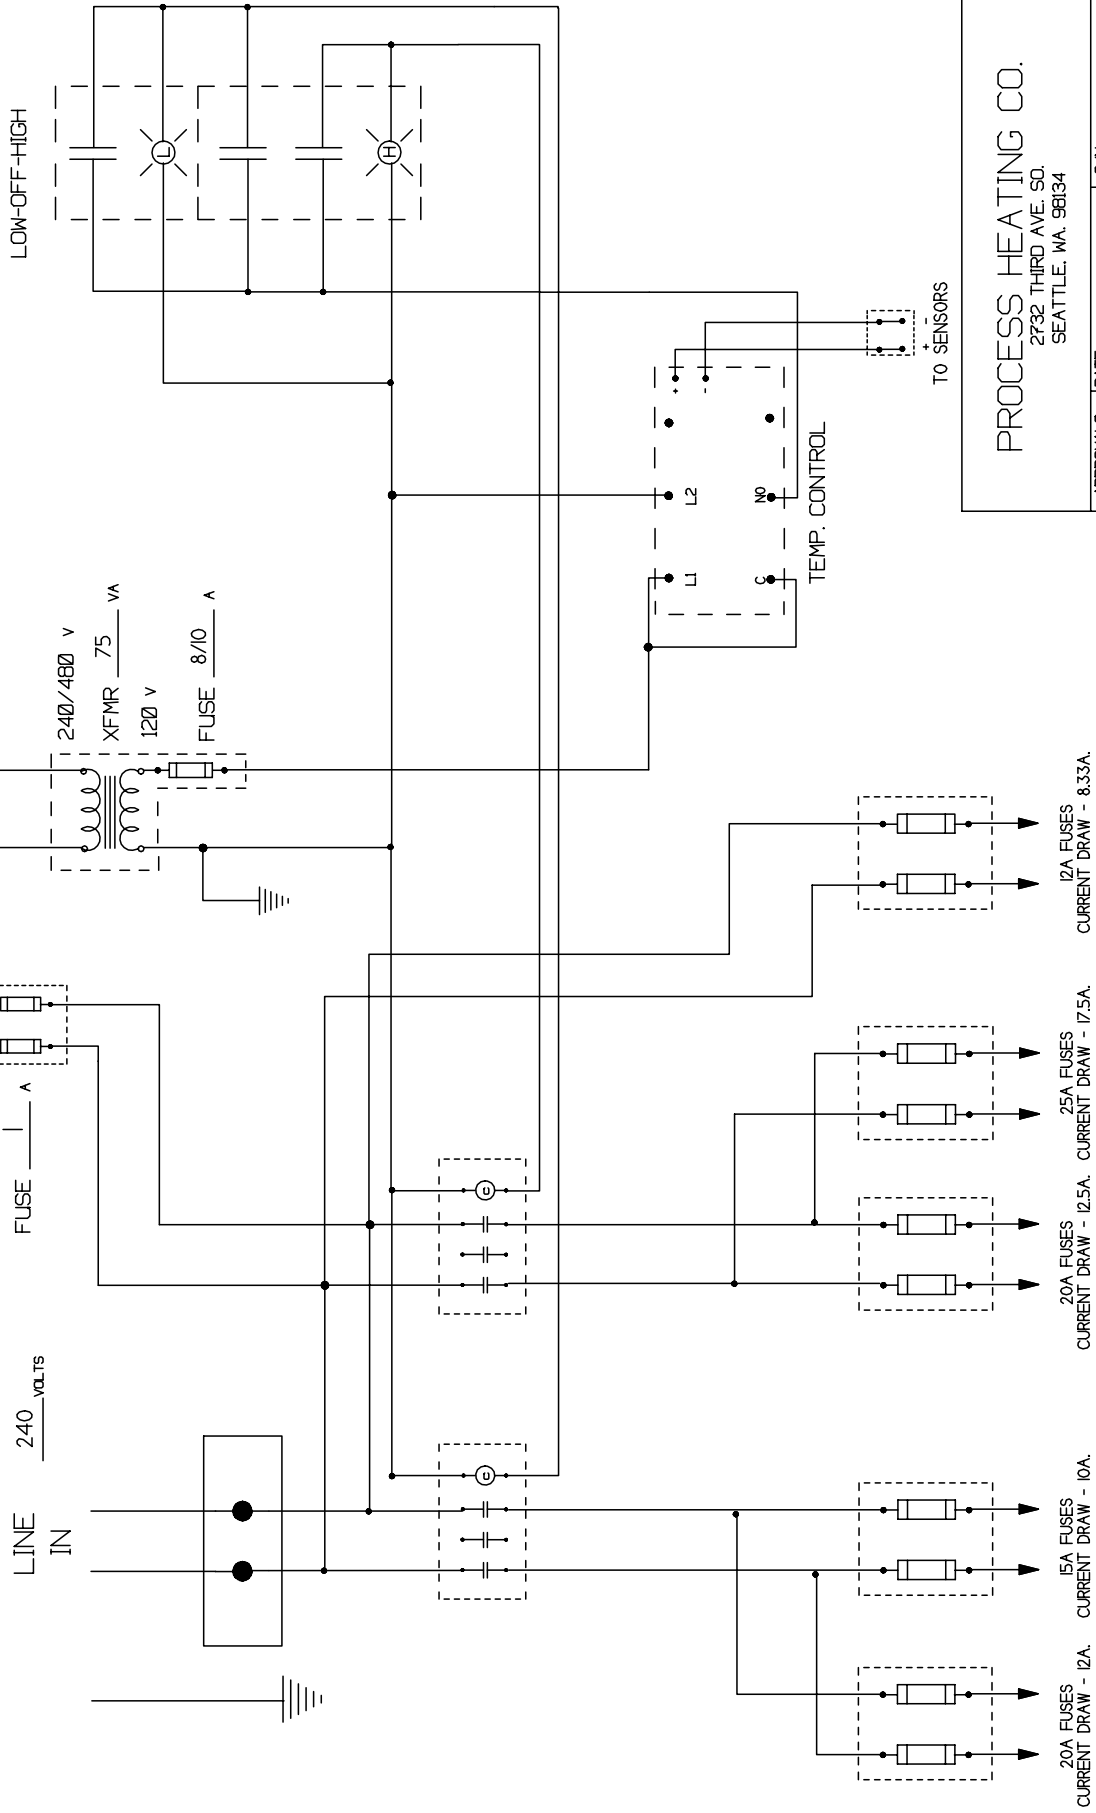 LOW-OFF-HIGH
L
H
240/480 V
XFMR 75 VA
120 V
FUSE 8/10 A
FUSE 1 A
LINE
IN
240 VOLTS
L1
L2
C
NO
+
-
TEMP. CONTROL
+ -
TO SENSORS
C
C
20A FUSES
CURRENT DRAW - 12A.
15A FUSES
CURRENT DRAW - 10A.
20A FUSES
CURRENT DRAW - 12.5A.
25A FUSES
CURRENT DRAW - 17.5A.
12A FUSES
CURRENT DRAW - 8.33A.
PROCESS HEATING CO.
2732 THIRD AVE. SO.
SEATTLE, WA. 98134